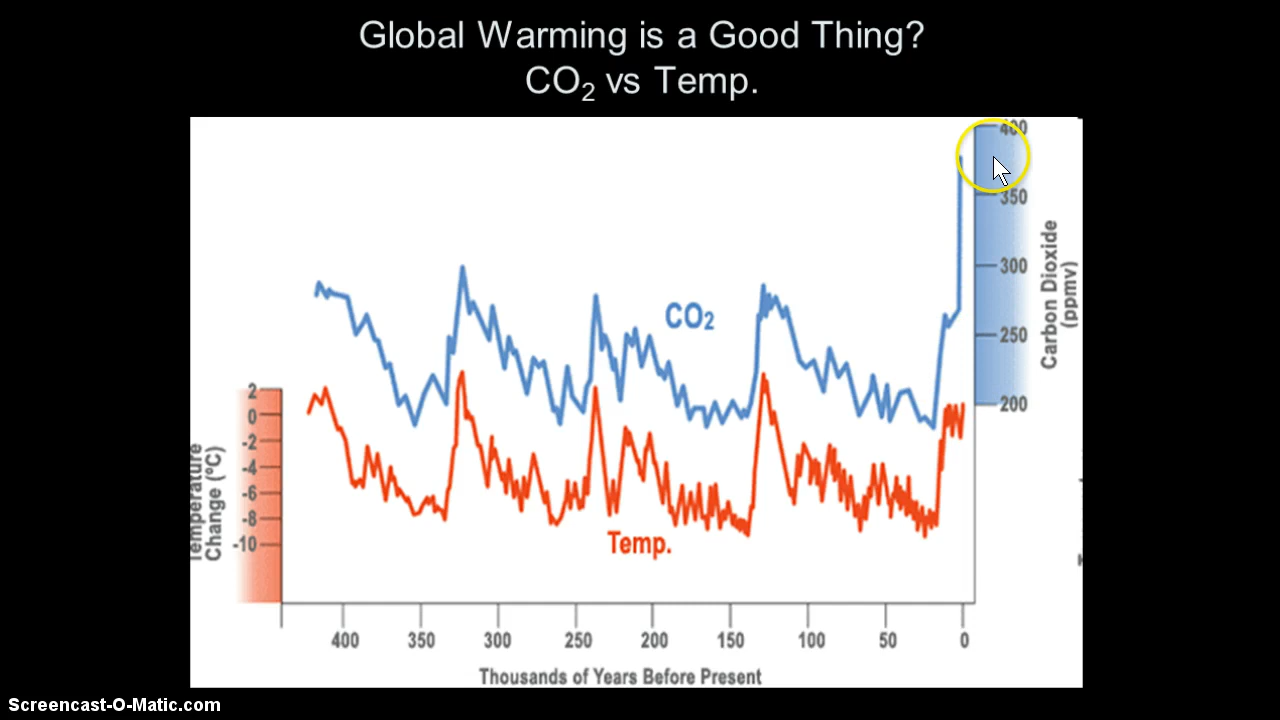 Global Warming is a Good Thing?
CO₂ vs Temp.
400
350
300
250
200
Carbon Dioxide
(ppmv)
CO₂
2
0
-2
-4
-6
-8
-10
Temperature
Change (ºC)
Temp.
400 350 300 250 200 150 100 50 0
Thousands of Years Before Present
Screencast-O-Matic.com